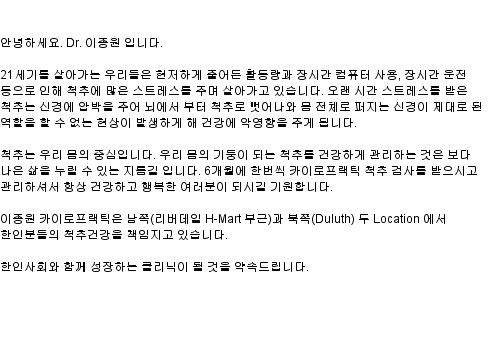 안녕하세요. Dr. 이종원 입니다.
21세기를 살아가는 우리들은 현저하게 줄어든 활동량과 장시간 컴퓨터 사용, 장시간 운전
등으로 인해 척추에 많은 스트레스를 주며 살아가고 있습니다. 오랜 시간 스트레스를 받은
척추는 신경에 압박을 주어 뇌에서 부터 척추로 뻗어나와 몸 전체로 퍼지는 신경이 제대로 된
역할을 할 수 없는 현상이 발생하게 해 건강에 악영향을 주게 됩니다.
척추는 우리 몸의 중심입니다. 우리 몸의 기둥이 되는 척추를 건강하게 관리하는 것은 보다
나은 삶을 누릴 수 있는 지름길 입니다. 6개월에 한번씩 카이로프랙틱 척추 검사를 받으시고
관리하셔서 항상 건강하고 행복한 여러분이 되시길 기원합니다.
이종원 카이로프랙틱은 남쪽(리버데일 H-Mart 부근)과 북쪽(Duluth) 두 Location 에서
한인분들의 척추건강을 책임지고 있습니다.
한인사회와 함께 성장하는 클리닉이 될 것을 약속드립니다.